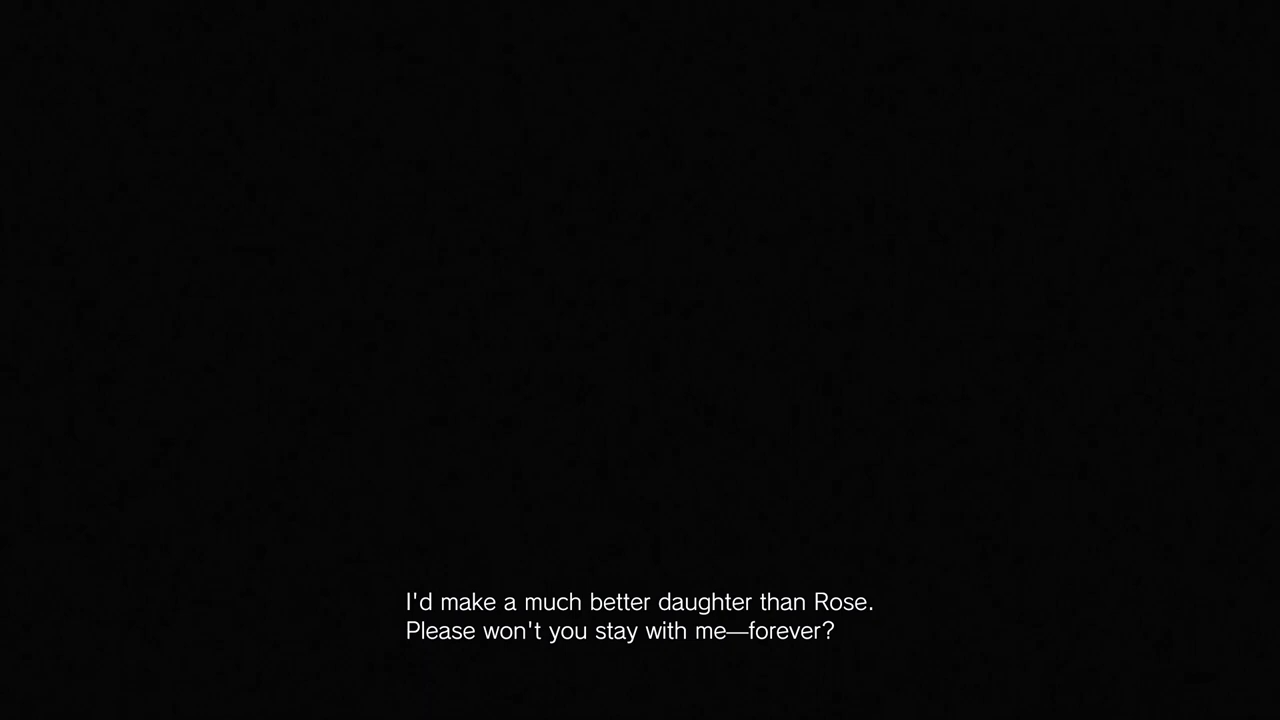 I'd make a much better daughter than Rose.
Please won't you stay with me—forever?